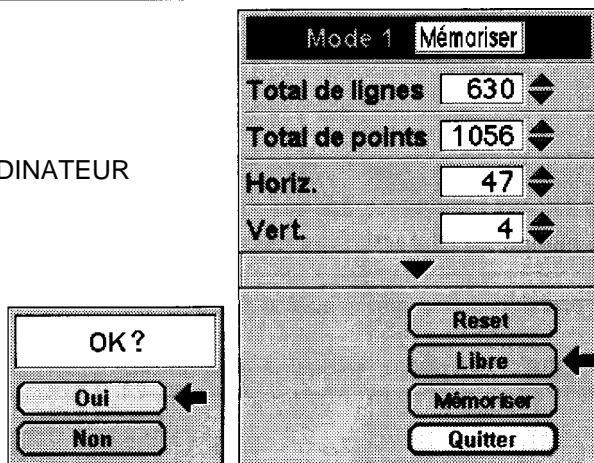 Mode 1 Mémoriser
Total de lignes 630
Total de points 1056
DINATEUR
Horiz. 47
Vert. 4
Reset
OK?
Libre
Oui
Mémoriser
Non
Quitter